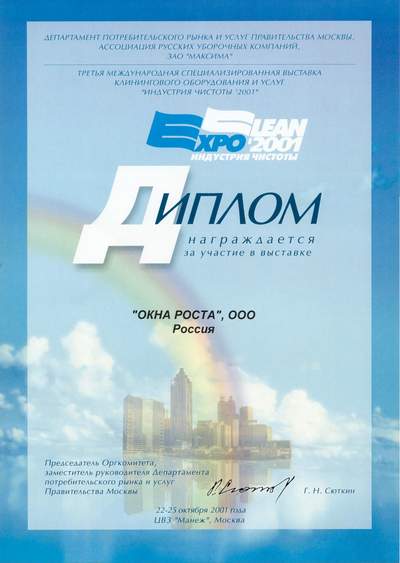 ДЕПАРТАМЕНТ ПОТРЕБИТЕЛЬСКОГО РЫНКА И УСЛУГ ПРАВИТЕЛЬСТВА МОСКВЫ,
АССОЦИАЦИЯ РУССКИХ УБОРОЧНЫХ КОМПАНИЙ,
ЗАО "МАКСИМА"
ТРЕТЬЯ МЕЖДУНАРОДНАЯ СПЕЦИАЛИЗИРОВАННАЯ ВЫСТАВКА
КЛИНИНГОВОГО ОБОРУДОВАНИЯ И УСЛУГ
"ИНДУСТРИЯ ЧИСТОТЫ '2001"
CLEAN
EXPO'2001
ИНДУСТРИЯ ЧИСТОТЫ
ДИПЛОМ
награждается
за участие в выставке
"ОКНА РОСТА", ООО
Россия
Председатель Оргкомитета,
заместитель руководителя Департамента
потребительского рынка и услуг
Правительства Москвы
Г. Н. Сюткин
22-25 октября 2001 года
ЦВЗ "Манеж", Москва